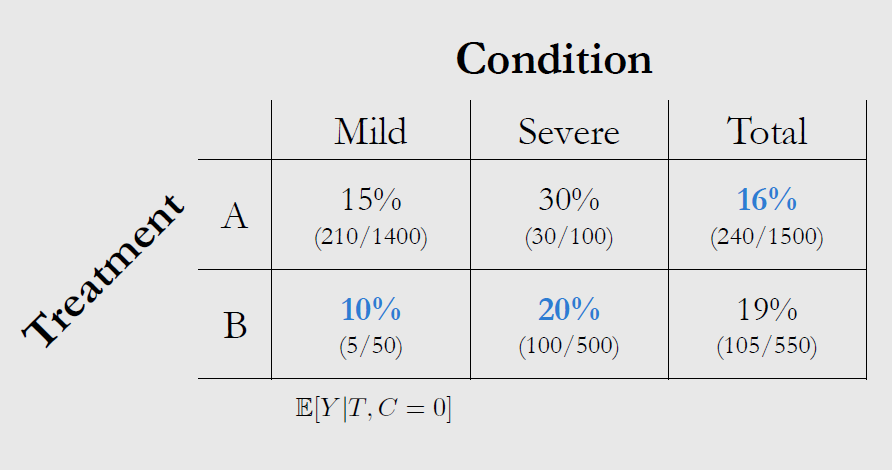 Condition
Mild Severe Total
Treatment
A 15% 30% 16%
(210/1400) (30/100) (240/1500)
B 10% 20% 19%
(5/50) (100/500) (105/550)
𝔼[Y|T, C = 0]